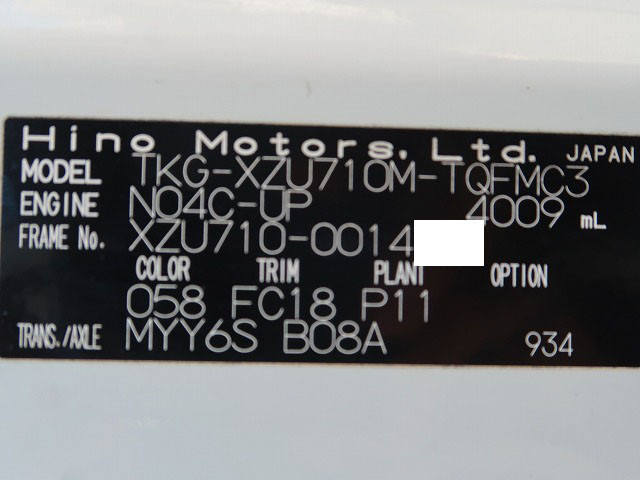 Hino Motors, Ltd. JAPAN
MODEL TKG-XZU710M-TQFMC3
ENGINE N04C-UP 4009 mL
FRAME No. XZU710-0014
COLOR TRIM PLANT OPTION
058 FC18 P11
TRANS./AXLE MYY6S B08A 934